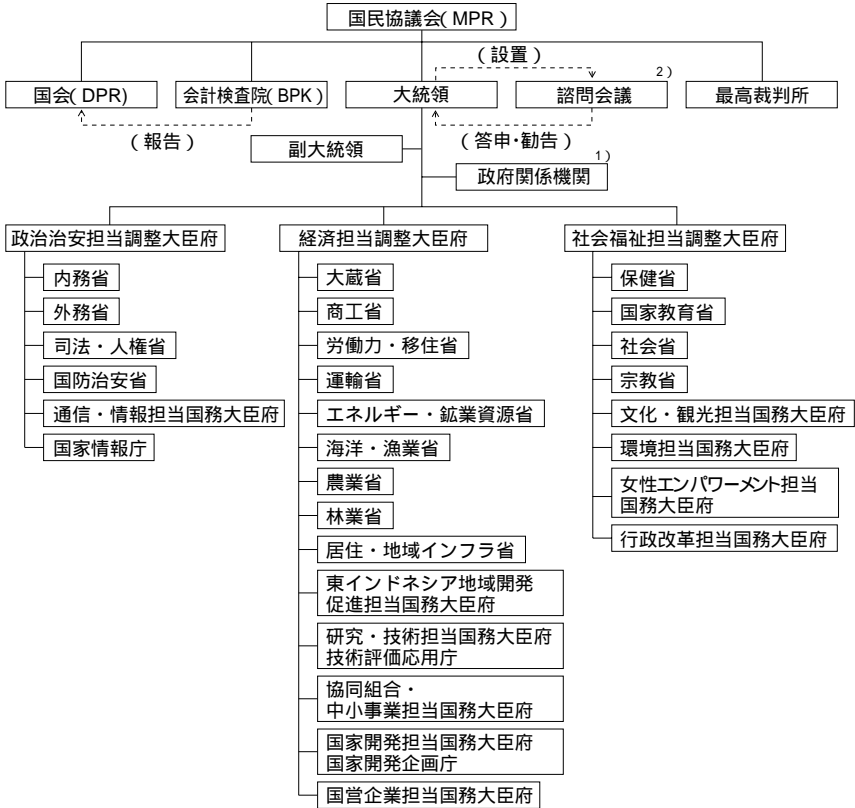 国民協議会( MPR )
( 設置 )
国会( DPR)
会計検査院( BPK )
大統領
諮問会議
2 )
最高裁判所
( 報告 )
( 答申・勧告 )
副大統領
政府関係機関
1 )
政治治安担当調整大臣府
経済担当調整大臣府
社会福祉担当調整大臣府
内務省
外務省
司法・人権省
国防治安省
通信・情報担当国務大臣府
国家情報庁
大蔵省
商工省
労働力・移住省
運輸省
エネルギー・鉱業資源省
海洋・漁業省
農業省
林業省
居住・地域インフラ省
東インドネシア地域開発
促進担当国務大臣府
研究・技術担当国務大臣府
技術評価応用庁
協同組合・
中小事業担当国務大臣府
国家開発担当国務大臣府
国家開発企画庁
国営企業担当国務大臣府
保健省
国家教育省
社会省
宗教省
文化・観光担当国務大臣府
環境担当国務大臣府
女性エンパワーメント担当
国務大臣府
行政改革担当国務大臣府